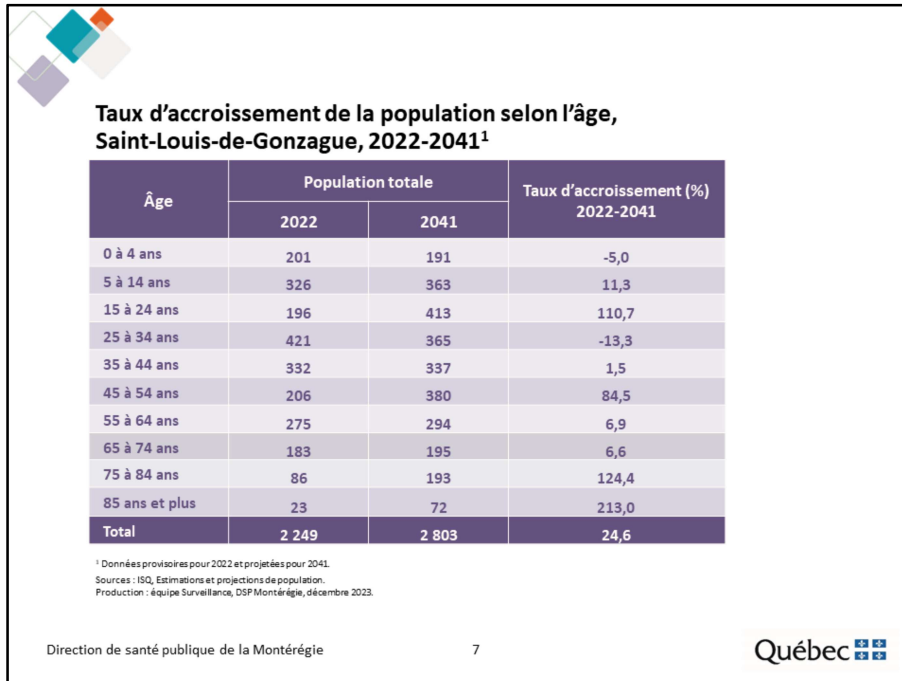 Taux d'accroissement de la population selon l'âge,
Saint-Louis-de-Gonzague, 2022-2041¹
Âge Population totale Taux d'accroissement (%) 2022-2041
2022 2041
0 à 4 ans 201 191 -5,0
5 à 14 ans 326 363 11,3
15 à 24 ans 196 413 110,7
25 à 34 ans 421 365 -13,3
35 à 44 ans 332 337 1,5
45 à 54 ans 206 380 84,5
55 à 64 ans 275 294 6,9
65 à 74 ans 183 195 6,6
75 à 84 ans 86 193 124,4
85 ans et plus 23 72 213,0
Total 2 249 2 803 24,6
¹ Données provisoires pour 2022 et projetées pour 2041.
Sources : ISQ, Estimations et projections de population.
Production : équipe Surveillance, DSP Montérégie, décembre 2023.
Direction de santé publique de la Montérégie 7 Québec